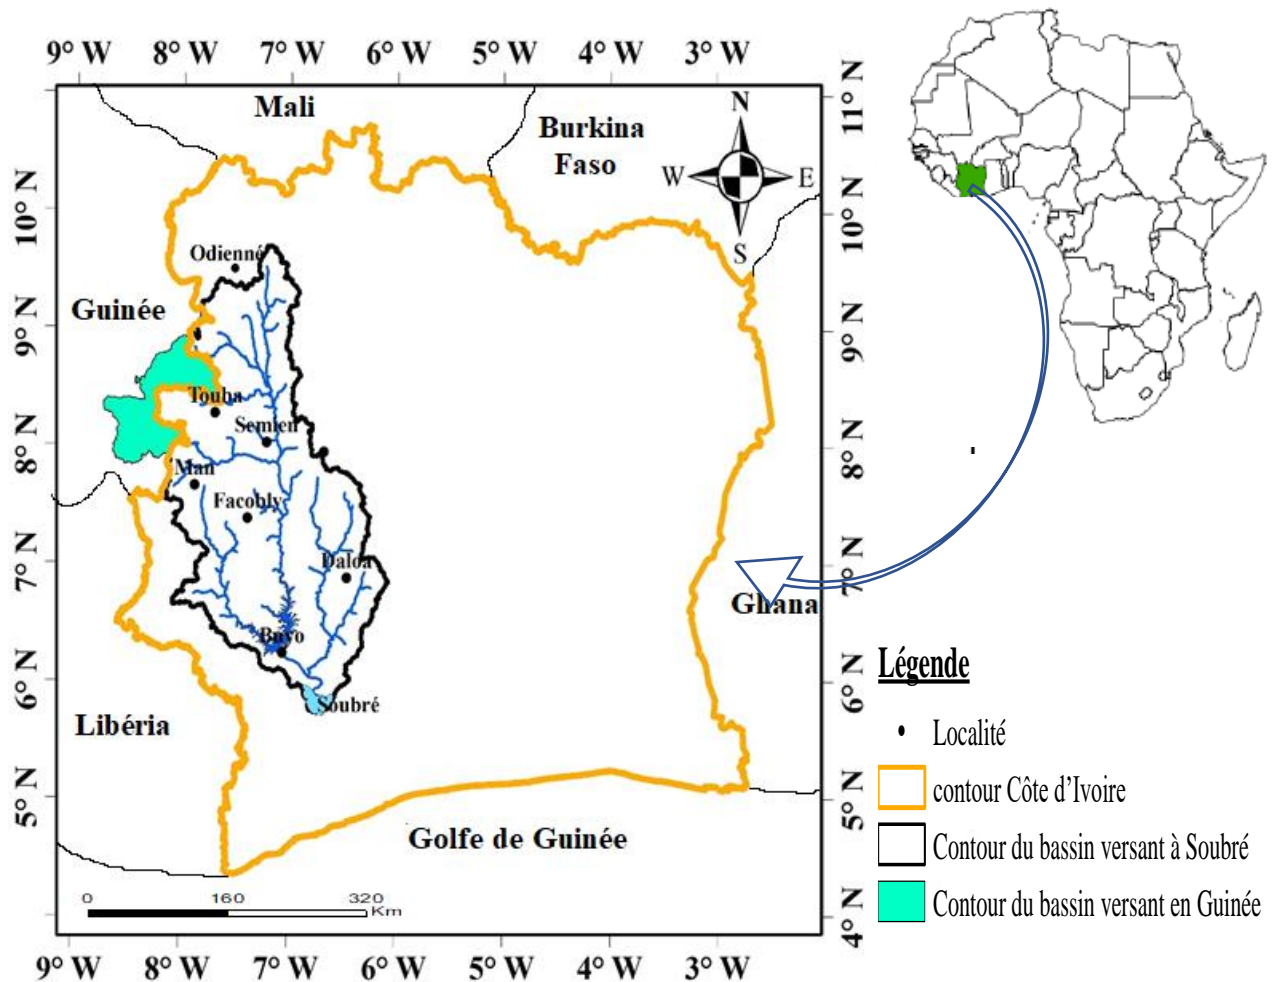 9° W 8° W 7° W 6° W 5° W 4° W 3° W
11° N
10° N
9° N
8° N
7° N
6° N
5° N
4° N
10° N
9° N
8° N
7° N
6° N
5° N
Mali
Burkina
Faso
N
W E
S
Odienné
Guinée
Touba
Semien
Man
Facobly
Daloa
Buyo
Soubré
Ghana
Libéria
Golfe de Guinée
0 160 320
Km
9° W 8° W 7° W 6° W 5° W 4° W 3° W
Légende
Localité
contour Côte d'Ivoire
Contour du bassin versant à Soubré
Contour du bassin versant en Guinée